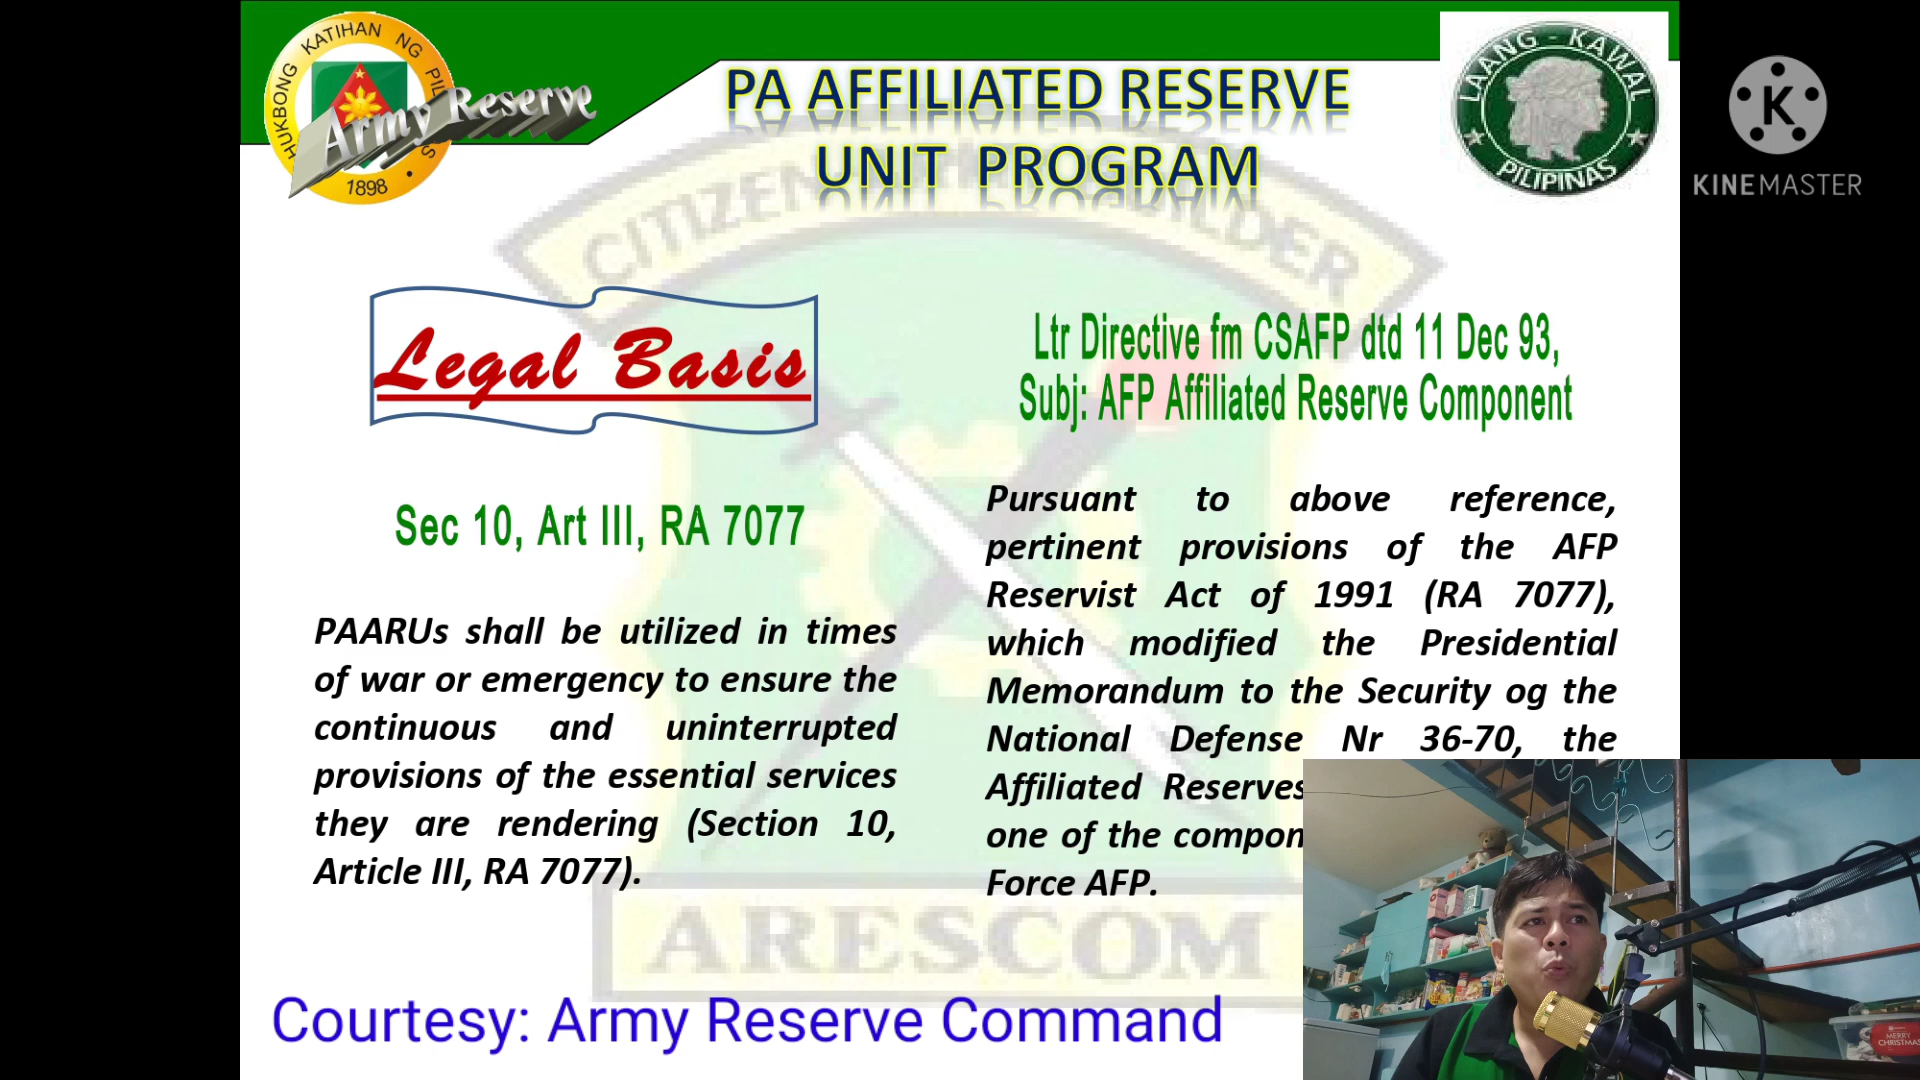 HUKBONG KATIHAN NG PILIPINAS
Army Reserve
1898
PA AFFILIATED RESERVE
UNIT PROGRAM
LAANG - KAWAL
PILIPINAS
K
KINEMASTER
Legal Basis
Sec 10, Art III, RA 7077
PAARUs shall be utilized in times
of war or emergency to ensure the
continuous and uninterrupted
provisions of the essential services
they are rendering (Section 10,
Article III, RA 7077).
Ltr Directive fm CSAFP dtd 11 Dec 93,
Subj: AFP Affiliated Reserve Component
Pursuant to above reference,
pertinent provisions of the AFP
Reservist Act of 1991 (RA 7077),
which modified the Presidential
Memorandum to the Security og the
National Defense Nr 36-70, the
Affiliated Reserves
one of the compon
Force AFP.
CITIZEN
ARESCOM
Courtesy: Army Reserve Command
MERRY
CHRISTMAS